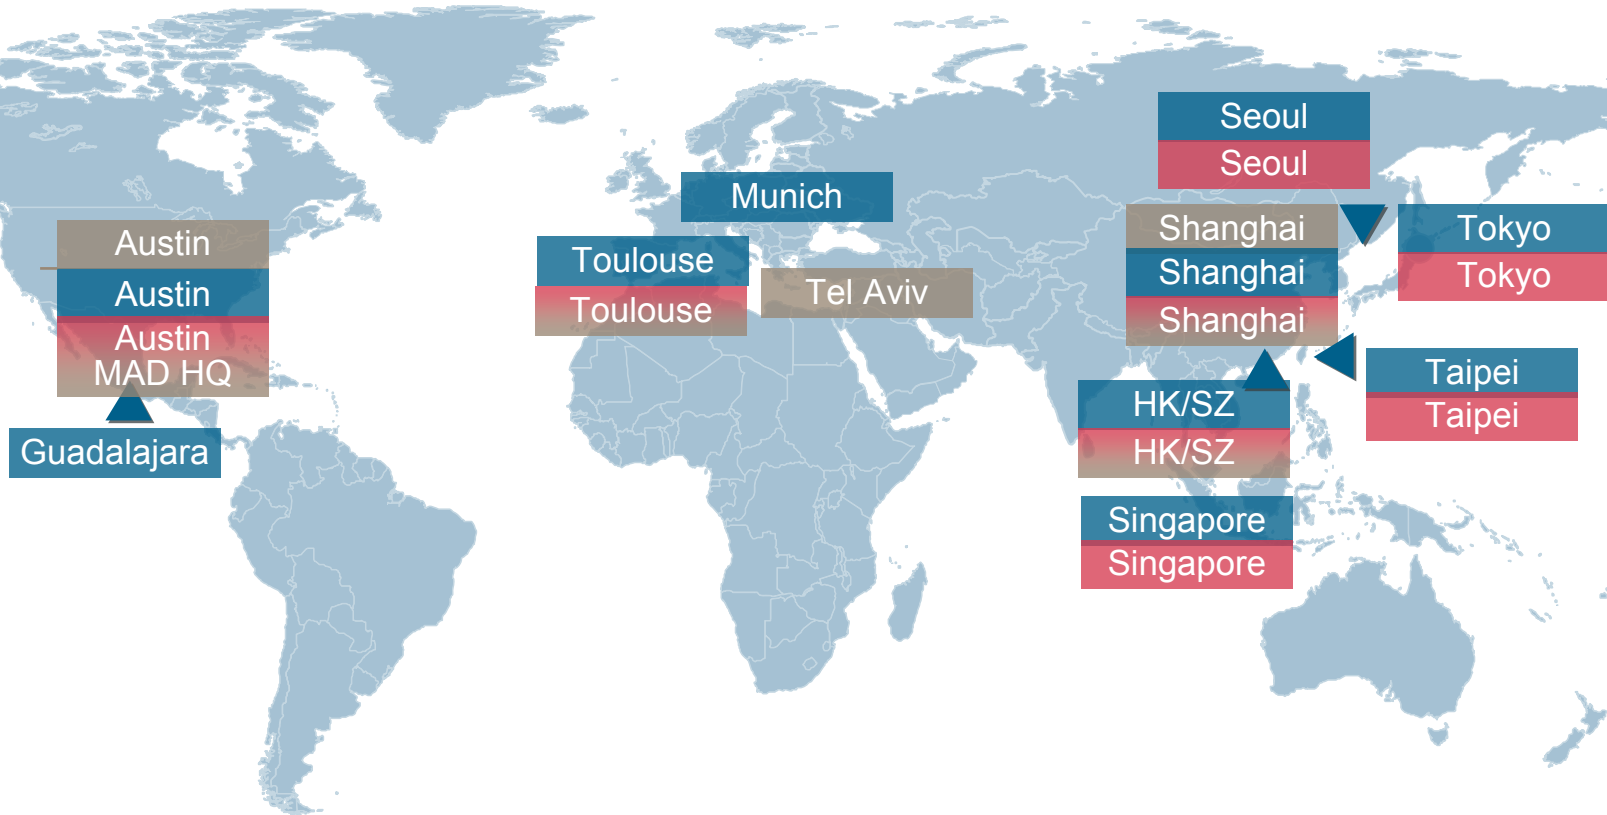 Seoul
Seoul
Munich
Shanghai
Shanghai
Shanghai
Tokyo
Tokyo
Austin
Austin
Austin
MAD HQ
Toulouse
Toulouse
Tel Aviv
Taipei
Taipei
HK/SZ
HK/SZ
Guadalajara
Singapore
Singapore